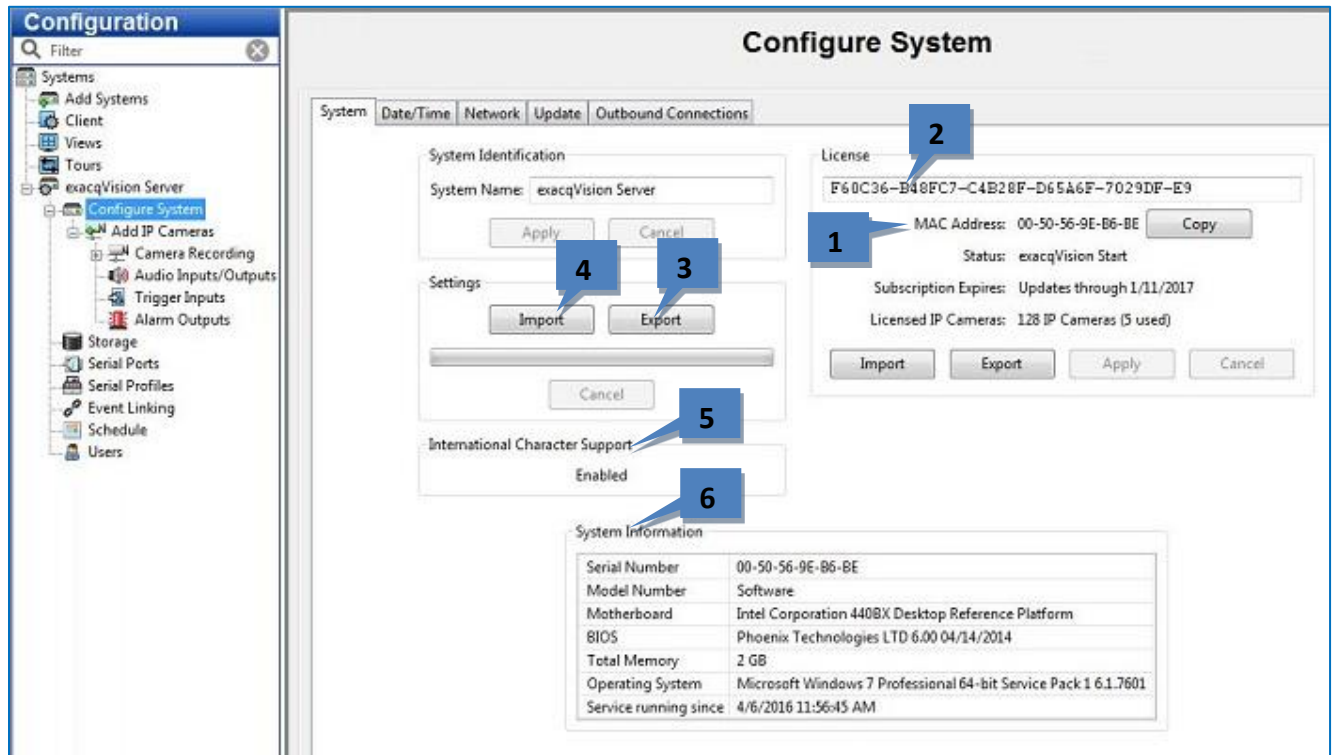 Configuration
Filter
Systems
Add Systems
Client
Views
Tours
exacqVision Server
Configure System
Add IP Cameras
Camera Recording
Audio Inputs/Outputs
Trigger Inputs
Alarm Outputs
Storage
Serial Ports
Serial Profiles
Event Linking
Schedule
Users
Configure System
System Date/Time Network Update Outbound Connections
System Identification
System Name: exacqVision Server
Apply Cancel
4
3
Settings
Import Export
Cancel
5
International Character Support
Enabled
2
License
F60C36-B48FC7-C4B28F-D65A6F-7029DF-E9
1
MAC Address: 00-50-56-9E-B6-BE Copy
Status: exacqVision Start
Subscription Expires: Updates through 1/11/2017
Licensed IP Cameras: 128 IP Cameras (5 used)
Import Export Apply Cancel
6
System Information
Serial Number 00-50-56-9E-B6-BE
Model Number Software
Motherboard Intel Corporation 440BX Desktop Reference Platform
BIOS Phoenix Technologies LTD 6.00 04/14/2014
Total Memory 2 GB
Operating System Microsoft Windows 7 Professional 64-bit Service Pack 1 6.1.7601
Service running since 4/6/2016 11:56:45 AM